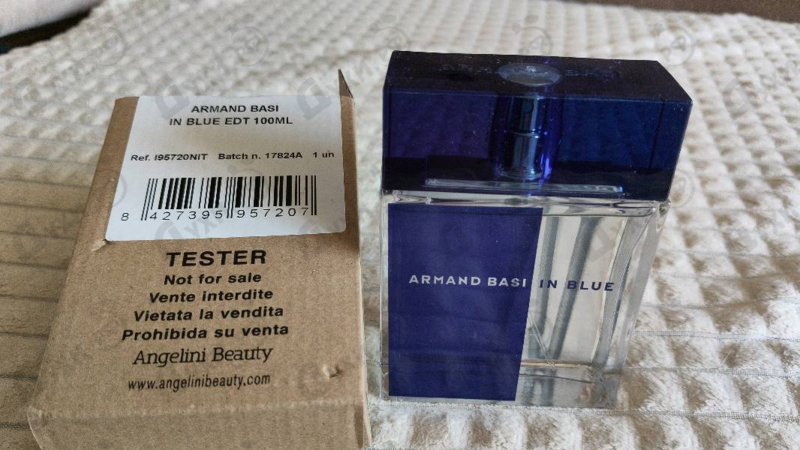 ARMAND BASI
IN BLUE EDT 100ML
Ref. I95720NIT Batch n. 17824A 1 un
8 427395 957207
TESTER
Not for sale
Vente interdite
Vietata la vendita
Prohibida su venta
Angelini Beauty
www.angelinibeauty.com
ARMAND BASI IN BLUE